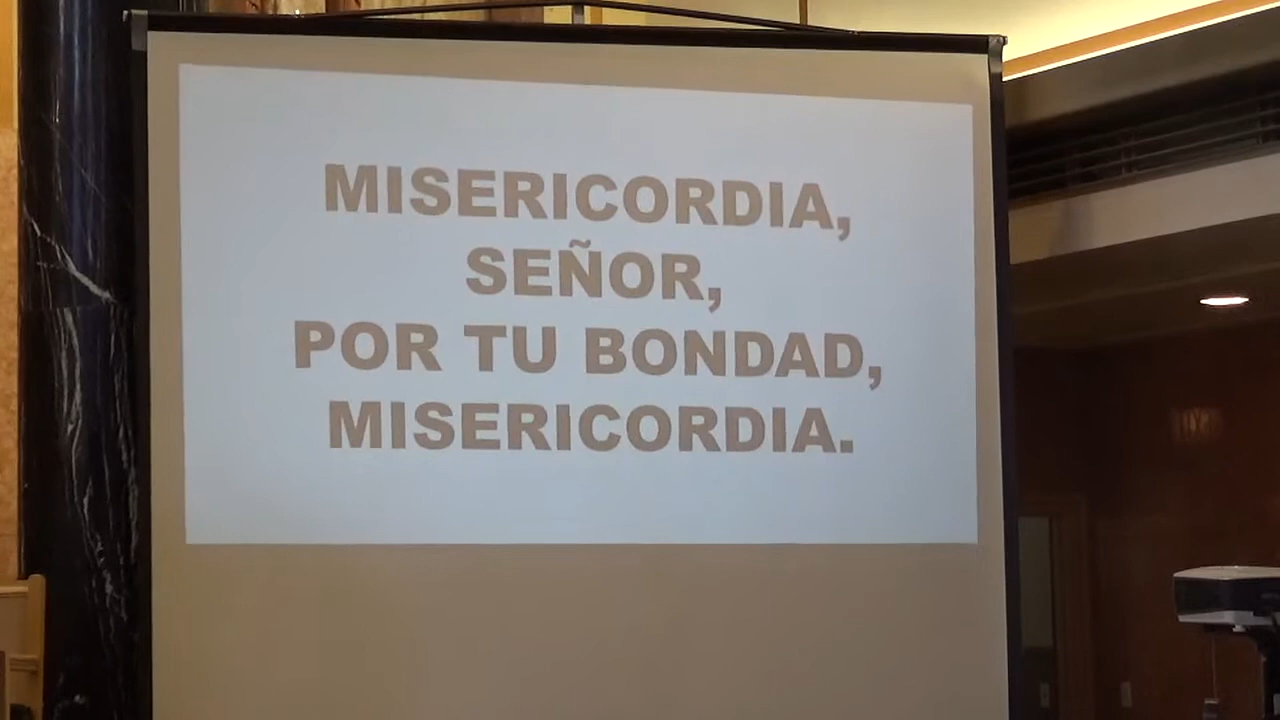 MISERICORDIA,
SEÑOR,
POR TU BONDAD,
MISERICORDIA.